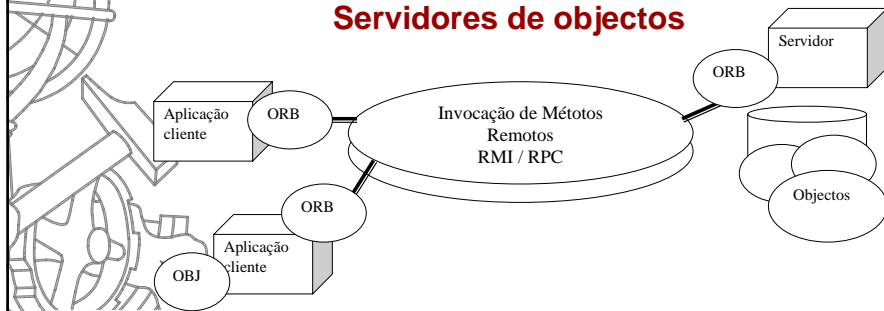 Servidores de objectos
Servidor
ORB
Aplicação
cliente
ORB
Invocação de Métotos
Remotos
RMI / RPC
Objectos
ORB
Aplicação
cliente
OBJ